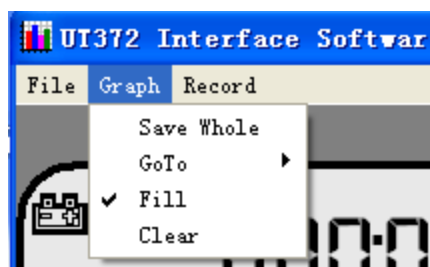 UT372 Interface Softwar
File Graph Record
Save Whole
GoTo
Fill
Clear